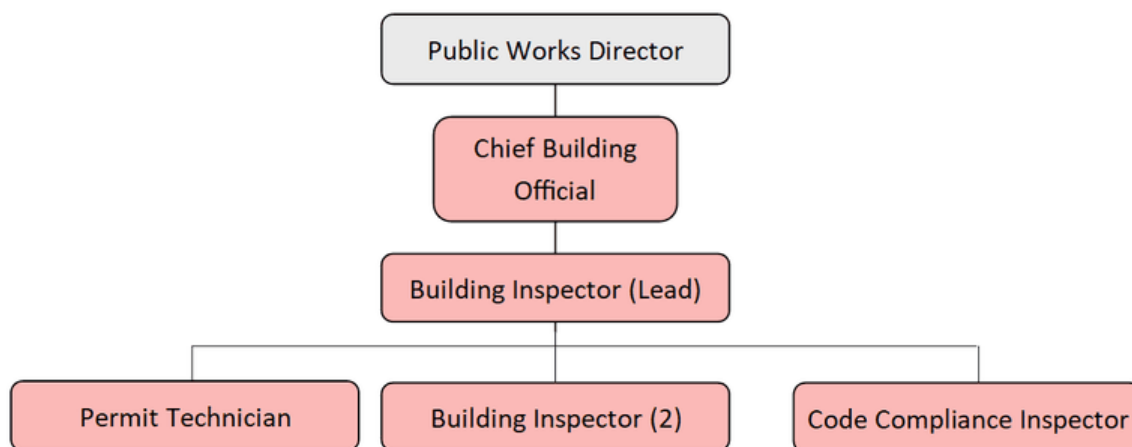 Public Works Director
Chief Building
Official
Building Inspector (Lead)
Permit Technician
Building Inspector (2)
Code Compliance Inspector